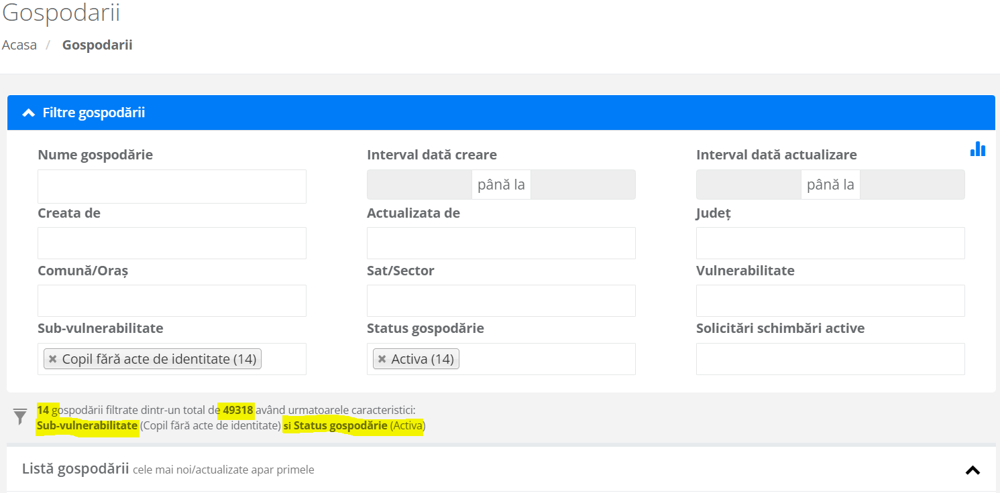 Gospodarii
Acasa / Gospodarii
Filtre gospodării
Nume gospodărie
Interval dată creare
Interval dată actualizare
până la
până la
Creata de
Actualizata de
Județ
Comună/Oraș
Sat/Sector
Vulnerabilitate
Sub-vulnerabilitate
Status gospodărie
Solicitări schimbări active
× Copil fără acte de identitate (14)
× Activa (14)
14 gospodării filtrate dintr-un total de 49318 având urmatoarele caracteristici:
Sub-vulnerabilitate (Copil fără acte de identitate) si Status gospodărie (Activa)
Listă gospodării cele mai noi/actualizate apar primele